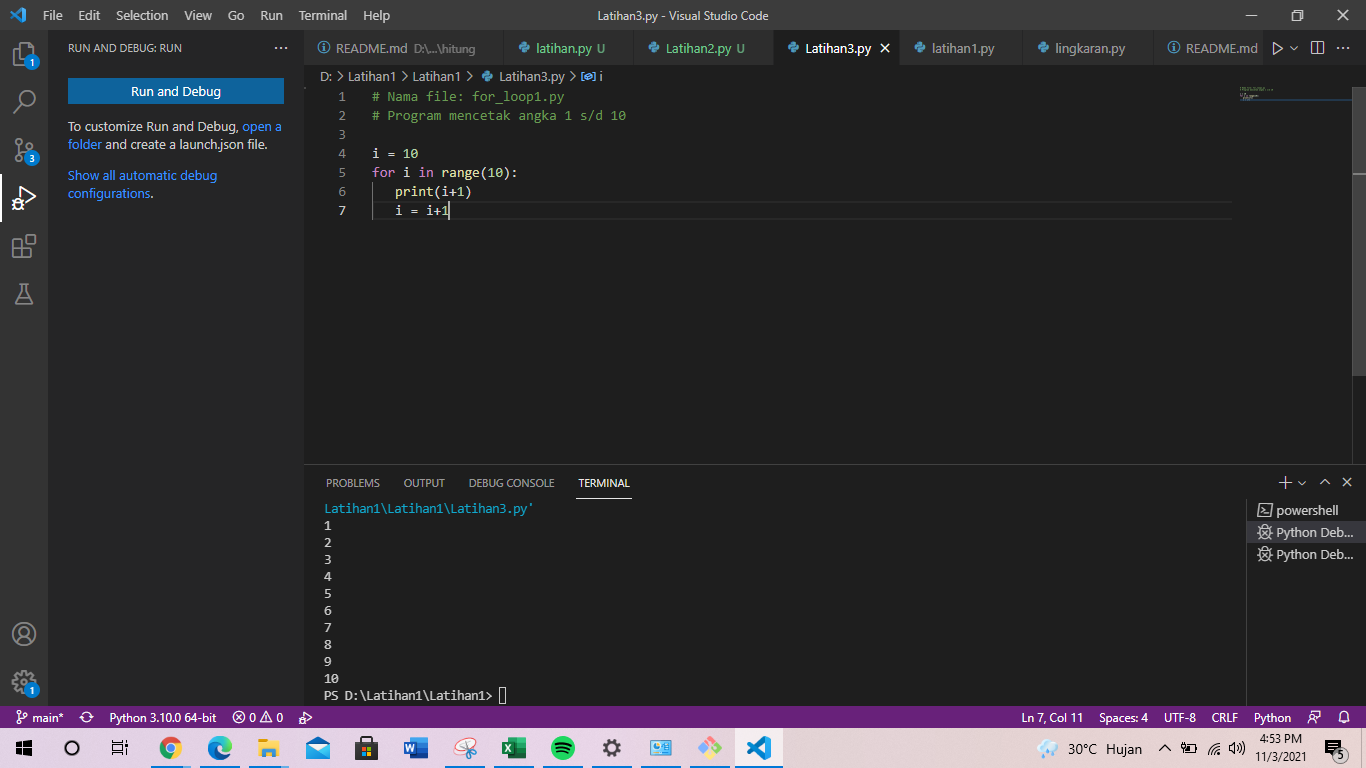 File Edit Selection View Go Run Terminal Help
Latihan3.py - Visual Studio Code
RUN AND DEBUG: RUN
README.md D:\...\hitung
latihan.py U
Latihan2.py U
Latihan3.py
latihan1.py
lingkaran.py
README.md
D: > Latihan1 > Latihan1 > Latihan3.py > i
Run and Debug
To customize Run and Debug, open a
folder and create a launch.json file.
Show all automatic debug
configurations.
1 # Nama file: for_loop1.py
2 # Program mencetak angka 1 s/d 10
3
4 i = 10
5 for i in range(10):
6 print(i+1)
7 i = i+1
1
3
1
PROBLEMS OUTPUT DEBUG CONSOLE TERMINAL
Latihan1\Latihan1\Latihan3.py'
1
2
3
4
5
6
7
8
9
10
PS D:\Latihan1\Latihan1>
powershell
Python Deb...
Python Deb...
main* Python 3.10.0 64-bit 0 0
Ln 7, Col 11 Spaces: 4 UTF-8 CRLF Python
30°C Hujan
4:53 PM
11/3/2021
5